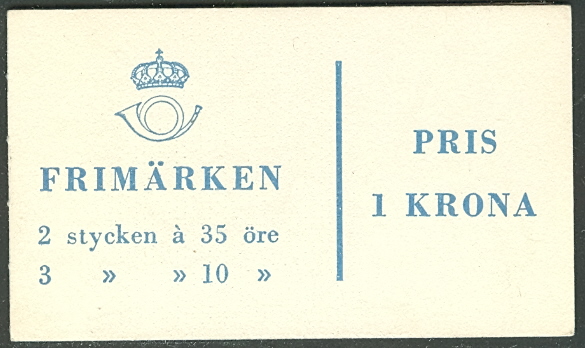 FRIMÄRKEN
2 stycken à 35 öre
3 » » 10 »
PRIS
1 KRONA